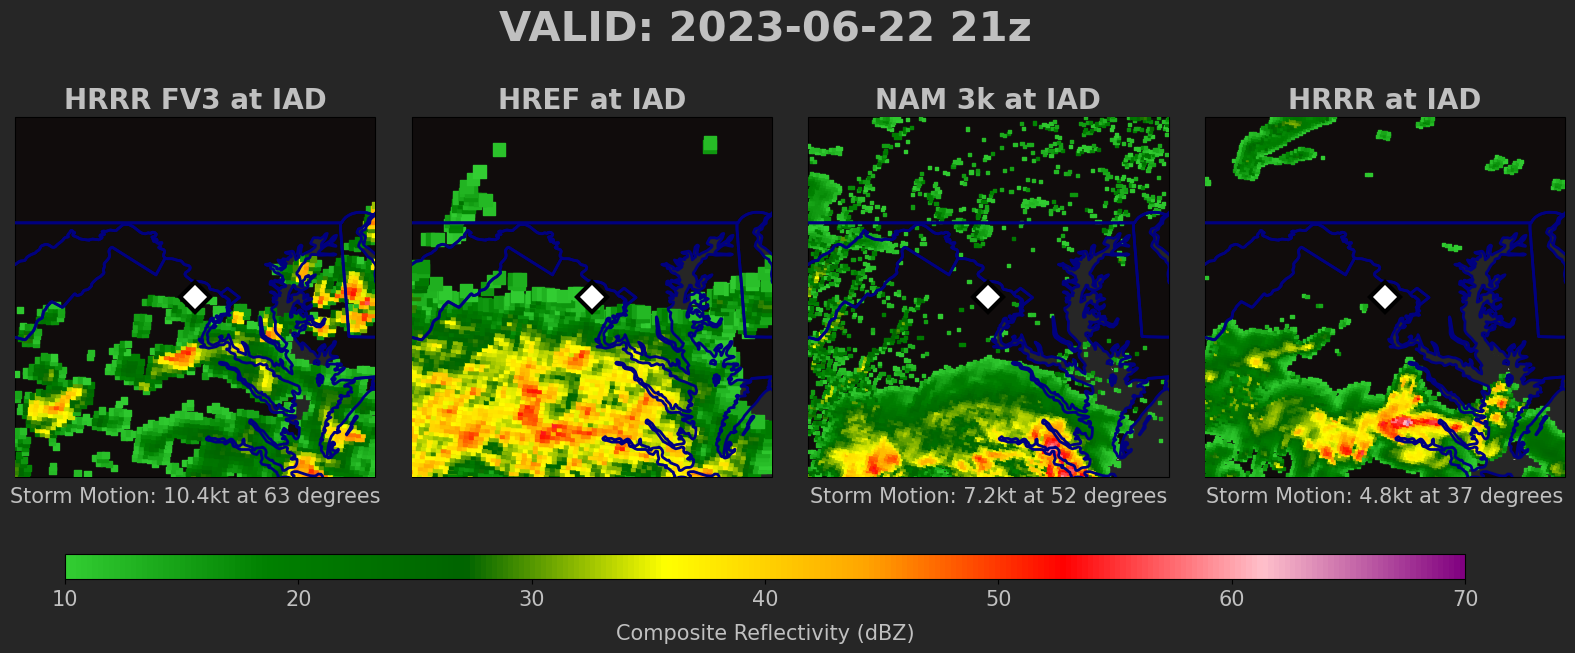 VALID: 2023-06-22 21z
HRRR FV3 at IAD
HREF at IAD
NAM 3k at IAD
HRRR at IAD
Storm Motion: 10.4kt at 63 degrees
Storm Motion: 7.2kt at 52 degrees
Storm Motion: 4.8kt at 37 degrees
10 20 30 40 50 60 70
Composite Reflectivity (dBZ)